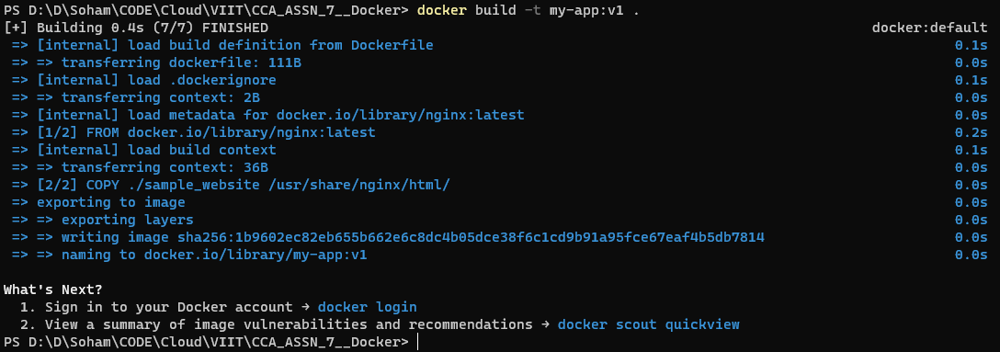 PS D:\D\Soham\CODE\Cloud\VIIT\CCA_ASSN_7__Docker> docker build -t my-app:v1 .
[+] Building 0.4s (7/7) FINISHED docker:default
=> [internal] load build definition from Dockerfile 0.1s
=> => transferring dockerfile: 111B 0.0s
=> [internal] load .dockerignore 0.1s
=> => transferring context: 2B 0.0s
=> [internal] load metadata for docker.io/library/nginx:latest 0.0s
=> [1/2] FROM docker.io/library/nginx:latest 0.2s
=> [internal] load build context 0.1s
=> => transferring context: 36B 0.0s
=> [2/2] COPY ./sample_website /usr/share/nginx/html/ 0.0s
=> exporting to image 0.0s
=> => exporting layers 0.0s
=> => writing image sha256:1b9602ec82eb655b662e6c8dc4b05dce38f6c1cd9b91a95fce67eaf4b5db7814 0.0s
=> => naming to docker.io/library/my-app:v1 0.0s
What's Next?
1. Sign in to your Docker account → docker login
2. View a summary of image vulnerabilities and recommendations → docker scout quickview
PS D:\D\Soham\CODE\Cloud\VIIT\CCA_ASSN_7__Docker>